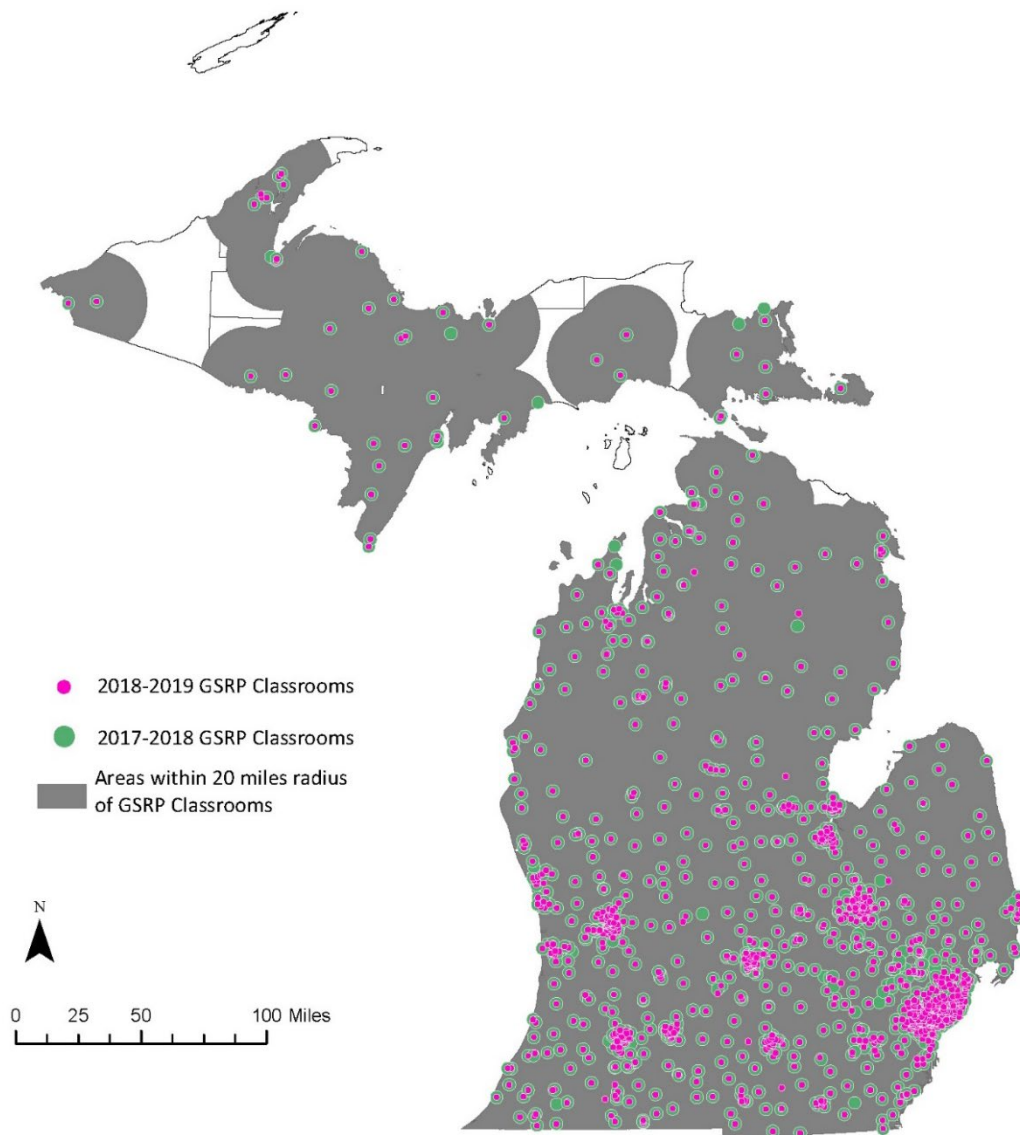 2018-2019 GSRP Classrooms
2017-2018 GSRP Classrooms
Areas within 20 miles radius
of GSRP Classrooms
N
0 25 50 100 Miles